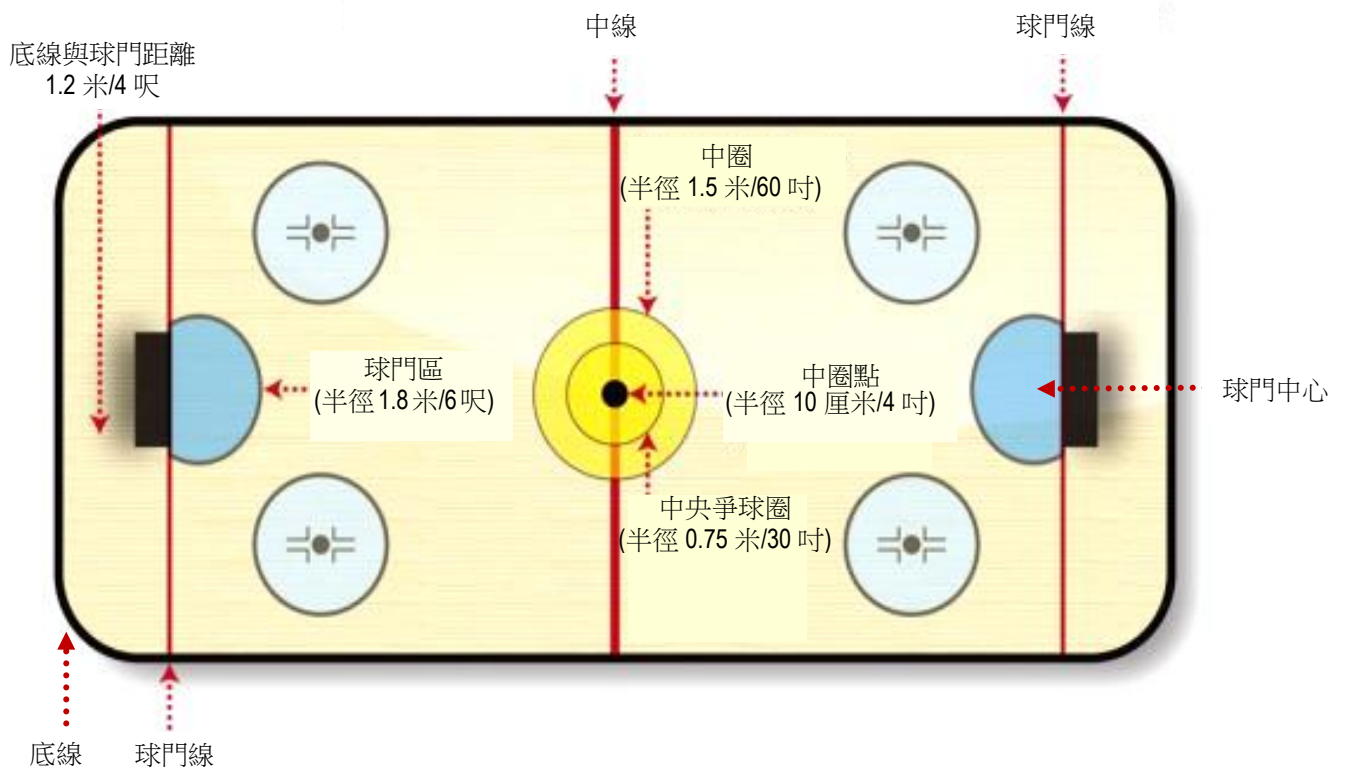 中線
球門線
底線與球門距離
1.2 米/4 呎
中圈
(半徑 1.5 米/60 吋)
球門區
(半徑 1.8 米/6 呎)
中圈點
(半徑 10 厘米/4 吋)
球門中心
中央爭球圈
(半徑 0.75 米/30 吋)
底線
球門線